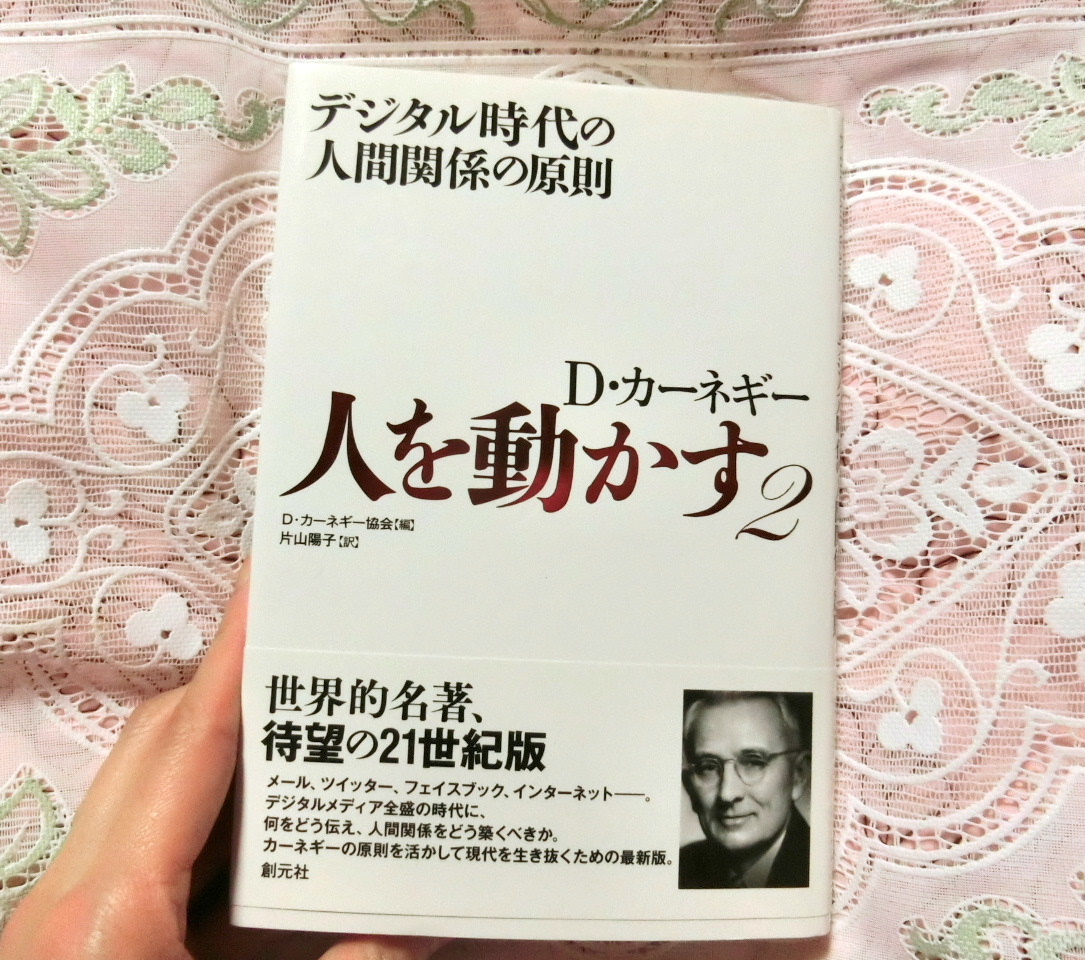 デジタル時代の
人間関係の原則
D・カーネギー
人を動かす2
D・カーネギー協会【編】
片山陽子【訳】
世界的名著、
待望の21世紀版
メール、ツイッター、フェイスブック、インターネット――。
デジタルメディア全盛の時代に、
何をどう伝え、人間関係をどう築くべきか。
カーネギーの原則を活かして現代を生き抜くための最新版。
創元社